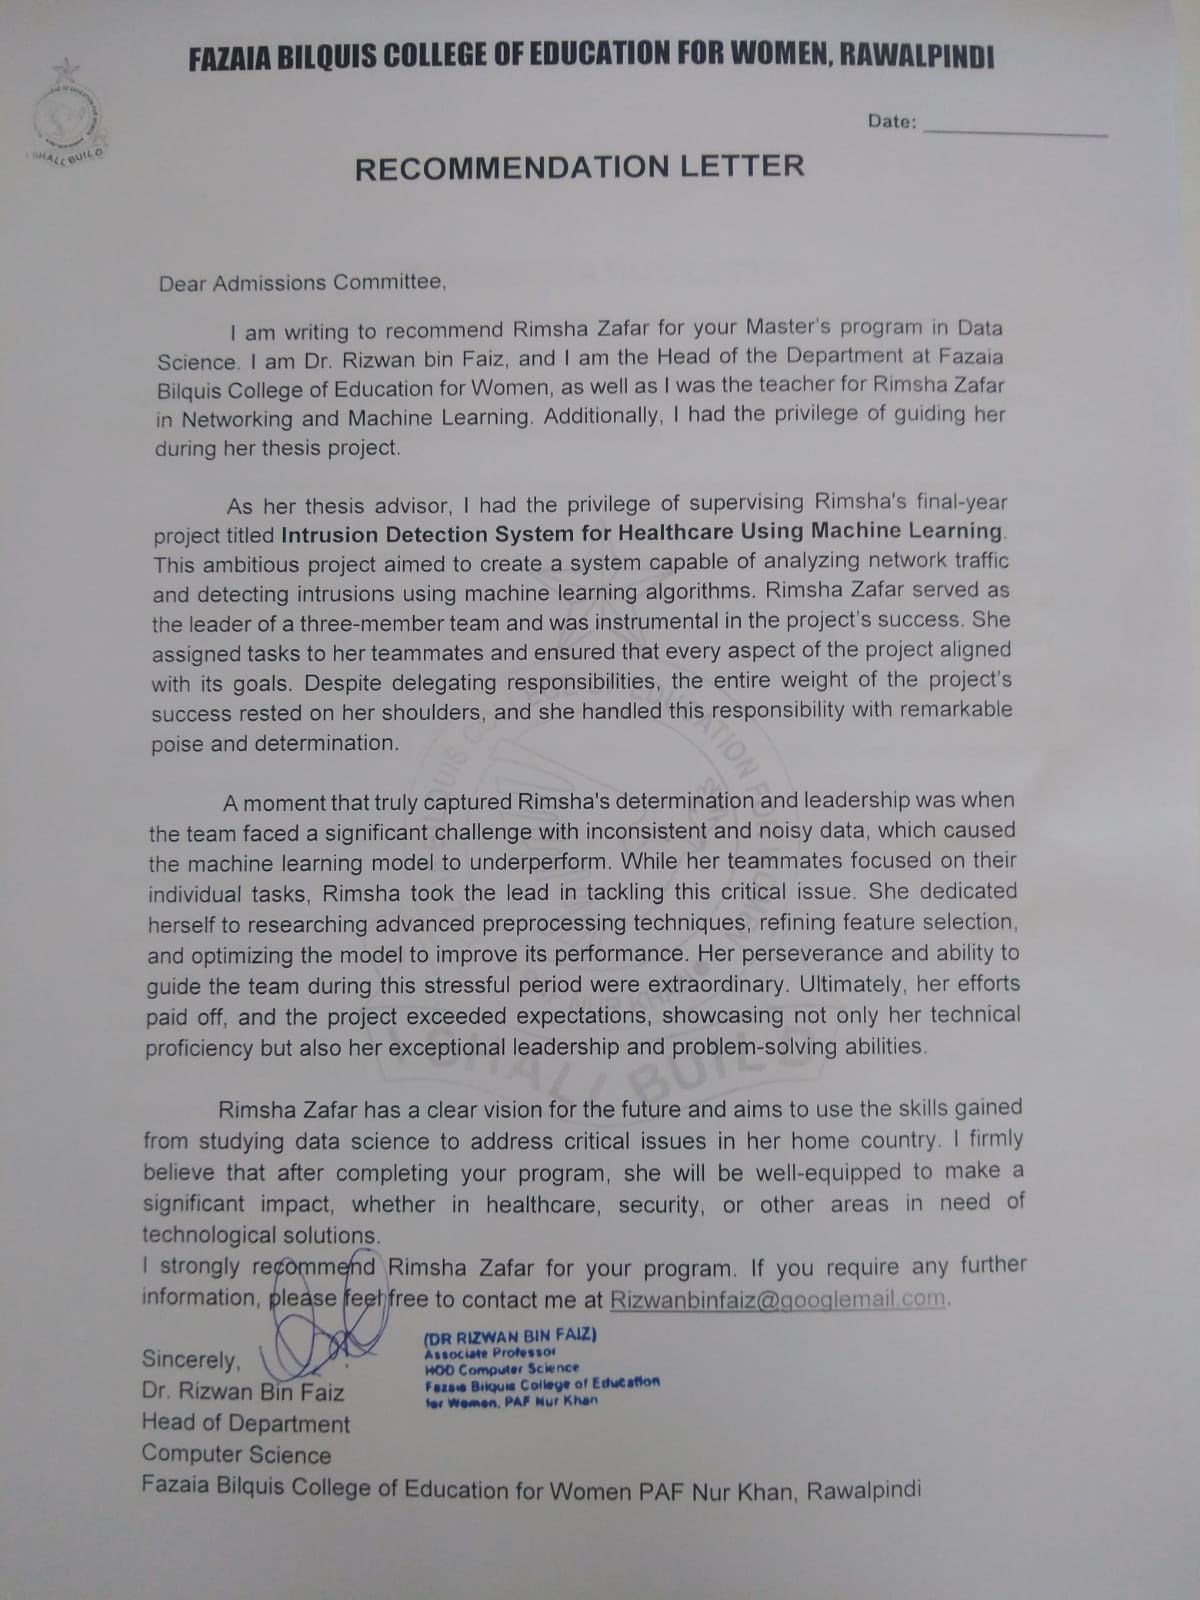 FAZAIA BILQUIS COLLEGE OF EDUCATION FOR WOMEN, RAWALPINDI
SHALL BUILD
Date:
RECOMMENDATION LETTER
Dear Admissions Committee,
I am writing to recommend Rimsha Zafar for your Master's program in Data
Science. I am Dr. Rizwan bin Faiz, and I am the Head of the Department at Fazaia
Bilquis College of Education for Women, as well as I was the teacher for Rimsha Zafar
in Networking and Machine Learning. Additionally, I had the privilege of guiding her
during her thesis project.
As her thesis advisor, I had the privilege of supervising Rimsha's final-year
project titled Intrusion Detection System for Healthcare Using Machine Learning.
This ambitious project aimed to create a system capable of analyzing network traffic
and detecting intrusions using machine learning algorithms. Rimsha Zafar served as
the leader of a three-member team and was instrumental in the project's success. She
assigned tasks to her teammates and ensured that every aspect of the project aligned
with its goals. Despite delegating responsibilities, the entire weight of the project's
success rested on her shoulders, and she handled this responsibility with remarkable
poise and determination.
A moment that truly captured Rimsha's determination and leadership was when
the team faced a significant challenge with inconsistent and noisy data, which caused
the machine learning model to underperform. While her teammates focused on their
individual tasks, Rimsha took the lead in tackling this critical issue. She dedicated
herself to researching advanced preprocessing techniques, refining feature selection,
and optimizing the model to improve its performance. Her perseverance and ability to
guide the team during this stressful period were extraordinary. Ultimately, her efforts
paid off, and the project exceeded expectations, showcasing not only her technical
proficiency but also her exceptional leadership and problem-solving abilities.
I SHALL BUILD
Rimsha Zafar has a clear vision for the future and aims to use the skills gained
from studying data science to address critical issues in her home country. I firmly
believe that after completing your program, she will be well-equipped to make a
significant impact, whether in healthcare, security, or other areas in need of
technological solutions.
I strongly recommend Rimsha Zafar for your program. If you require any further
information, please feel free to contact me at Rizwanbinfaiz@googlemail.com.
(DR RIZWAN BIN FAIZ)
Associate Professor
HOD Computer Science
Fazaia Bilquis College of Education
for Women, PAF Nur Khan
Sincerely,
Dr. Rizwan Bin Faiz
Head of Department
Computer Science
Fazaia Bilquis College of Education for Women PAF Nur Khan, Rawalpindi